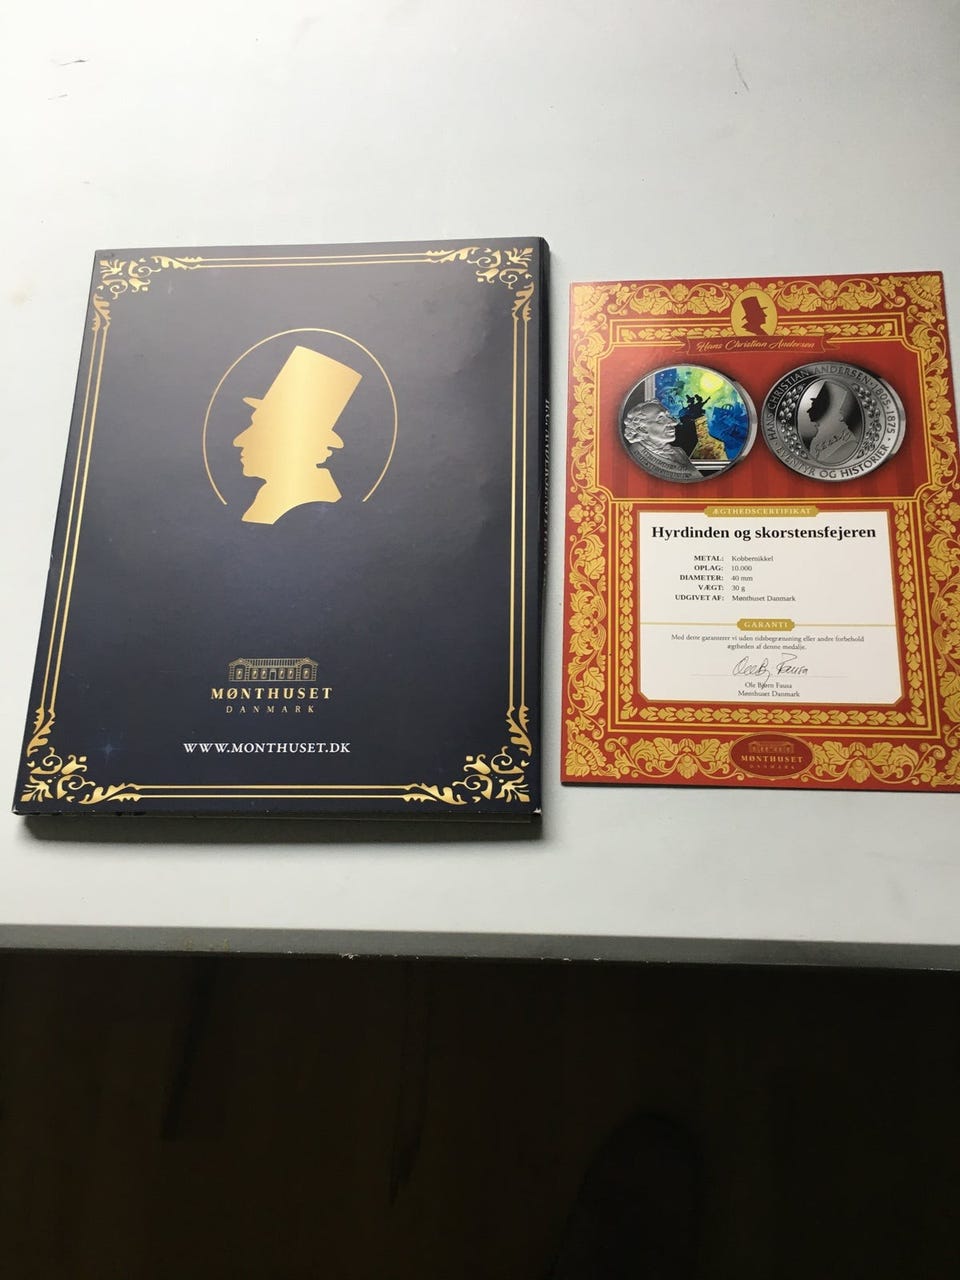 MØNTHUSET
DANMARK
WWW.MONTHUSET.DK
Hans Christian Andersen
HANS CHRISTIAN ANDERSEN · 1805-1875 ·
EVENTYR OG HISTORIER
ÆGTHEDSCERTIFIKAT
Hyrdinden og skorstensfejeren
METAL: Kobbernikkel
OPLAG: 10.000
DIAMETER: 40 mm
VÆGT: 30 g
UDGIVET AF: Mønthuset Danmark
GARANTI
Med dette garanterer vi uden tidsbegrænsning eller andre forbehold
ægtheden af denne medalje.
Ole Bjørn Fausa
Mønthuset Danmark
MØNTHUSET
DANMARK